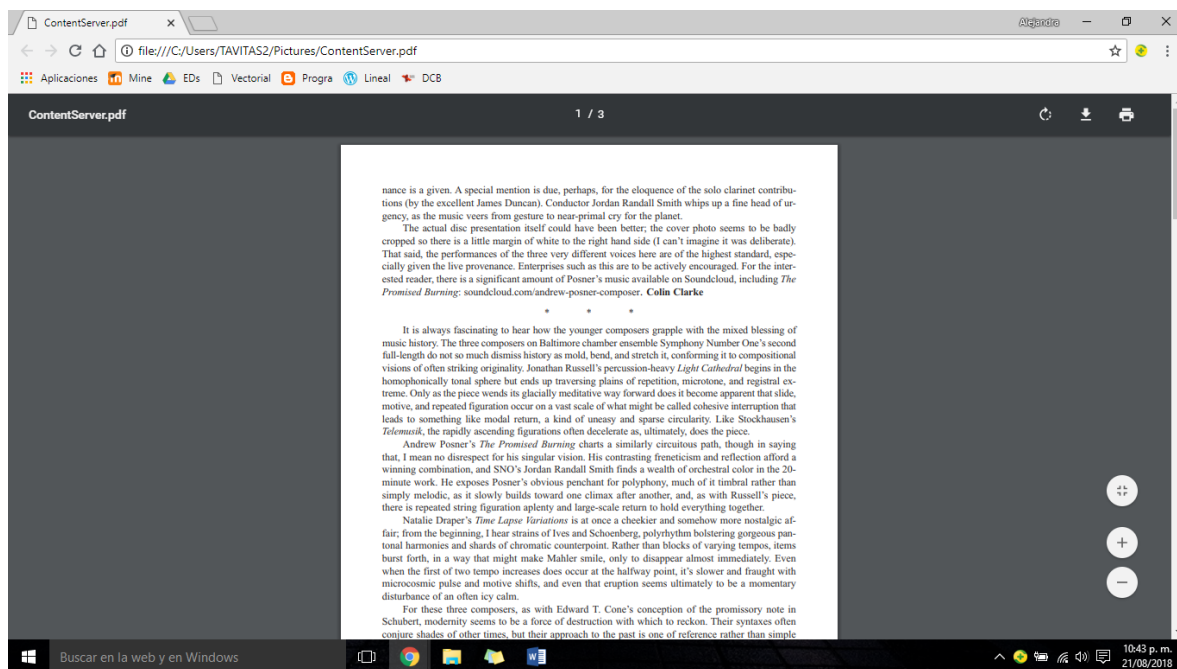 ContentServer.pdf
Alejandra
file:///C:/Users/TAVITAS2/Pictures/ContentServer.pdf
Aplicaciones Mine EDs Vectorial Progra Lineal DCB
ContentServer.pdf 1 / 3
nance is a given. A special mention is due, perhaps, for the eloquence of the solo clarinet contribu-
tions (by the excellent James Duncan). Conductor Jordan Randall Smith whips up a fine head of ur-
gency, as the music veers from gesture to near-primal cry for the planet.
The actual disc presentation itself could have been better; the cover photo seems to be badly
cropped so there is a little margin of white to the right hand side (I can't imagine it was deliberate).
That said, the performances of the three very different voices here are of the highest standard, espe-
cially given the live provenance. Enterprises such as this are to be actively encouraged. For the inter-
ested reader, there is a significant amount of Posner's music available on Soundcloud, including The
Promised Burning: soundcloud.com/andrew-posner-composer. Colin Clarke
* * *
It is always fascinating to hear how the younger composers grapple with the mixed blessing of
music history. The three composers on Baltimore chamber ensemble Symphony Number One's second
full-length do not so much dismiss history as mold, bend, and stretch it, conforming it to compositional
visions of often striking originality. Jonathan Russell's percussion-heavy Light Cathedral begins in the
homophonically tonal sphere but ends up traversing plains of repetition, microtone, and registral ex-
treme. Only as the piece wends its glacially meditative way forward does it become apparent that slide,
motive, and repeated figuration occur on a vast scale of what might be called cohesive interruption that
leads to something like modal return, a kind of uneasy and sparse circularity. Like Stockhausen's
Telemusik, the rapidly ascending figurations often decelerate as, ultimately, does the piece.
Andrew Posner's The Promised Burning charts a similarly circuitous path, though in saying
that, I mean no disrespect for his singular vision. His contrasting freneticism and reflection afford a
winning combination, and SNO's Jordan Randall Smith finds a wealth of orchestral color in the 20-
minute work. He exposes Posner's obvious penchant for polyphony, much of it timbral rather than
simply melodic, as it slowly builds toward one climax after another, and, as with Russell's piece,
there is repeated string figuration aplenty and large-scale return to hold everything together.
Natalie Draper's Time Lapse Variations is at once a cheekier and somehow more nostalgic af-
fair; from the beginning, I hear strains of Ives and Schoenberg, polyrhythm bolstering gorgeous pan-
tonal harmonies and shards of chromatic counterpoint. Rather than blocks of varying tempos, items
burst forth, in a way that might make Mahler smile, only to disappear almost immediately. Even
when the first of two tempo increases does occur at the halfway point, it's slower and fraught with
microcosmic pulse and motive shifts, and even that eruption seems ultimately to be a momentary
disturbance of an often icy calm.
For these three composers, as with Edward T. Cone's conception of the promissory note in
Schubert, modernity seems to be a force of destruction with which to reckon. Their syntaxes often
conjure shades of other times, but their approach to the past is one of reference rather than simple
Buscar en la web y en Windows
10:43 p. m.
21/08/2018